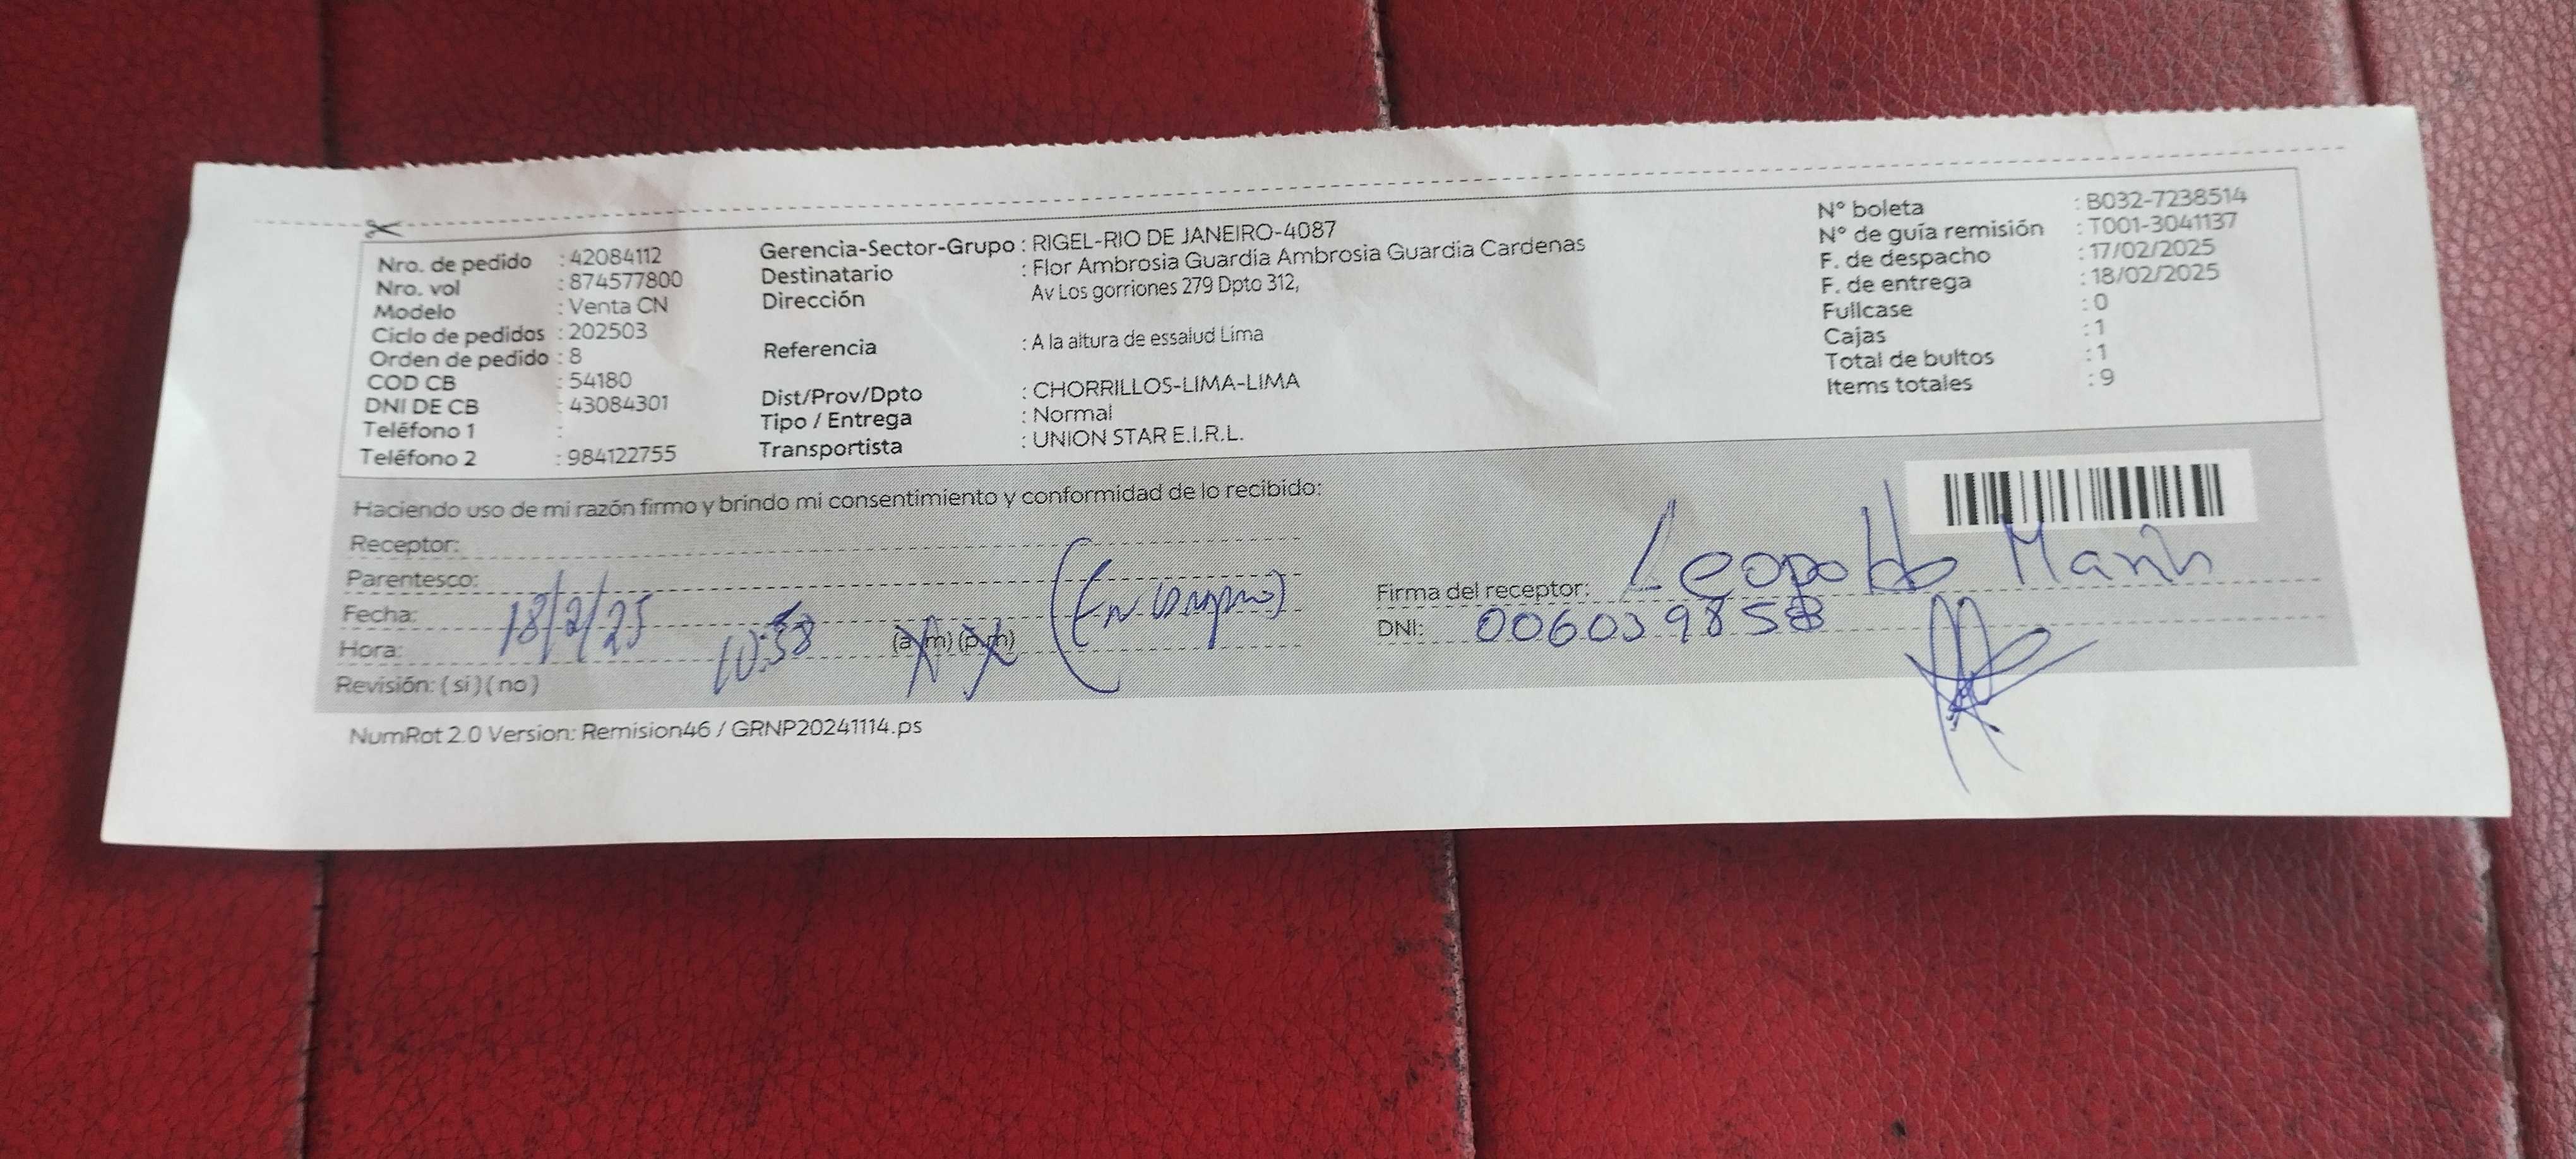 Nro. de pedido : 42084112
Nro. vol : 874577800
Modelo : Venta CN
Ciclo de pedidos : 202503
Orden de pedido : 8
COD CB : 54180
DNI DE CB : 43084301
Teléfono 1 :
Teléfono 2 : 984122755
Gerencia-Sector-Grupo : RIGEL-RIO DE JANEIRO-4087
Destinatario : Flor Ambrosia Guardia Ambrosia Guardia Cardenas
Dirección Av Los gorriones 279 Dpto 312,
Referencia : A la altura de essalud Lima
Dist/Prov/Dpto : CHORRILLOS-LIMA-LIMA
Tipo / Entrega : Normal
Transportista : UNION STAR E.I.R.L.
N° boleta : B032-7238514
N° de guía remisión : T001-3041137
F. de despacho : 17/02/2025
F. de entrega : 18/02/2025
Fullcase : 0
Cajas : 1
Total de bultos : 1
Items totales : 9
Haciendo uso de mi razón firmo y brindo mi consentimiento y conformidad de lo recibido:
Receptor:
Parentesco:
Fecha: 18/2/25
Hora: 10:58 (a.m) (p.m)
Revisión: ( si ) ( no )
Firma del receptor: Leopoldo Marin
DNI: 006039858
NumRot 2.0 Version: Remision46 / GRNP20241114.ps